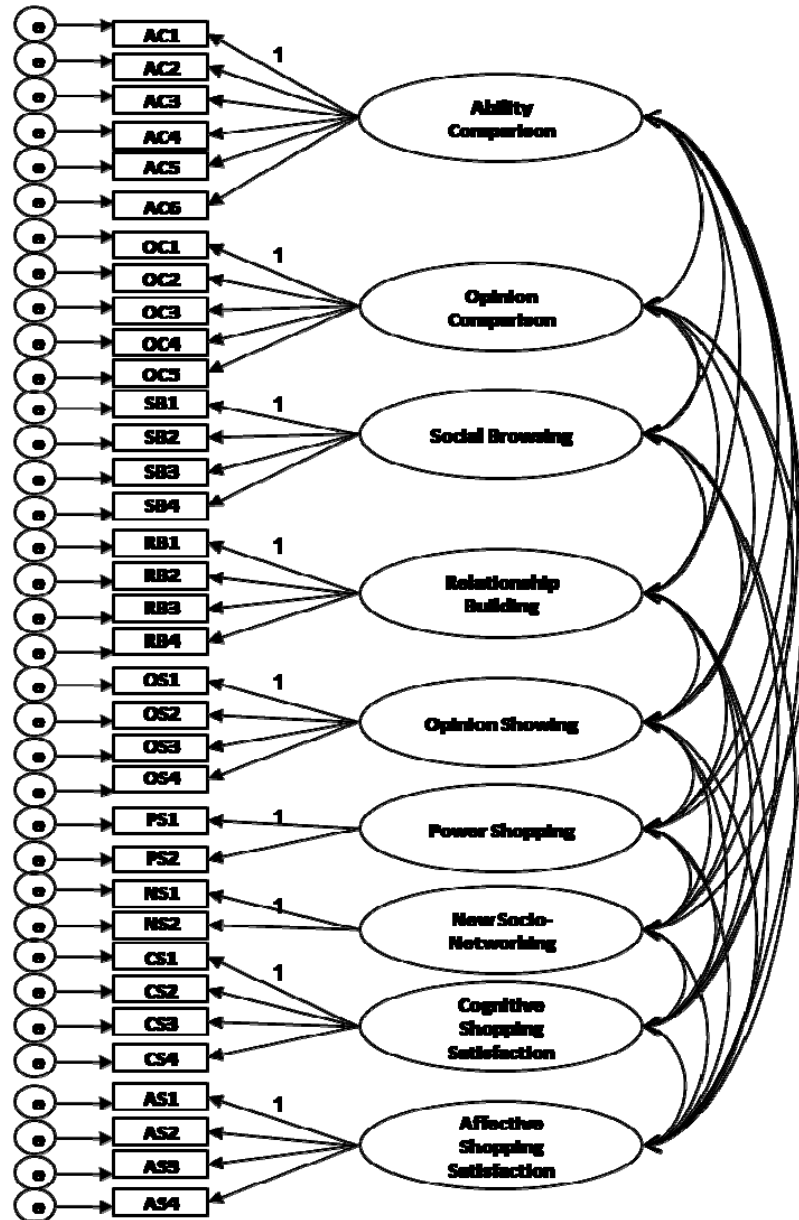 e
AC1
1
e
AC2
e
AC3
Ability
Comparison
e
AC4
e
AC5
e
AC6
e
OC1
1
e
OC2
e
OC3
Opinion
Comparison
e
OC4
e
OC5
e
SB1
1
e
SB2
Social Browsing
e
SB3
e
SB4
e
RB1
1
e
RB2
Relationship
Building
e
RB3
e
RB4
e
OS1
1
e
OS2
Opinion Showing
e
OS3
e
OS4
e
PS1
1
Power Shopping
e
PS2
e
NS1
1
New Socio-
Networking
e
NS2
e
CS1
1
e
CS2
Cognitive
Shopping
Satisfaction
e
CS3
e
CS4
e
AS1
1
e
AS2
Affective
Shopping
Satisfaction
e
AS3
e
AS4